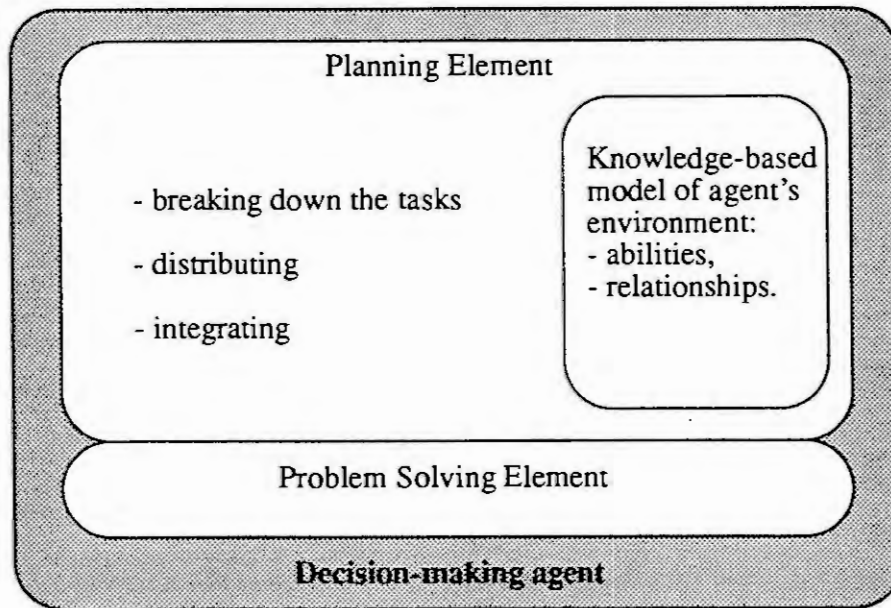 Planning Element
Knowledge-based
model of agent's
environment:
- abilities,
- relationships.
- breaking down the tasks
- distributing
- integrating
Problem Solving Element
Decision-making agent